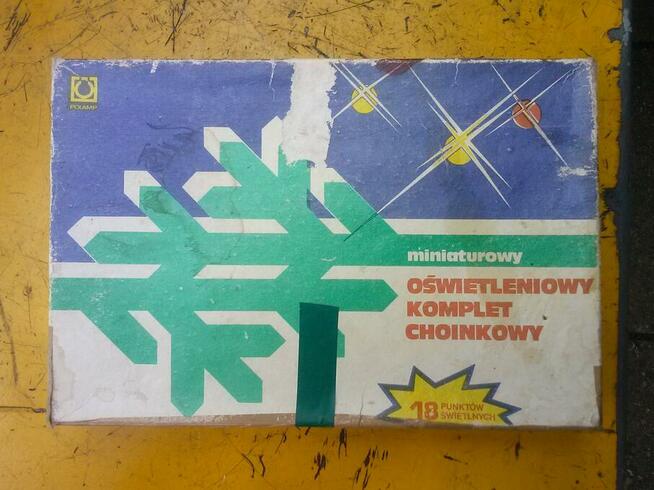 POLAMP
miniaturowy
OŚWIETLENIOWY
KOMPLET
CHOINKOWY
18 PUNKTÓW
ŚWIETLNYCH